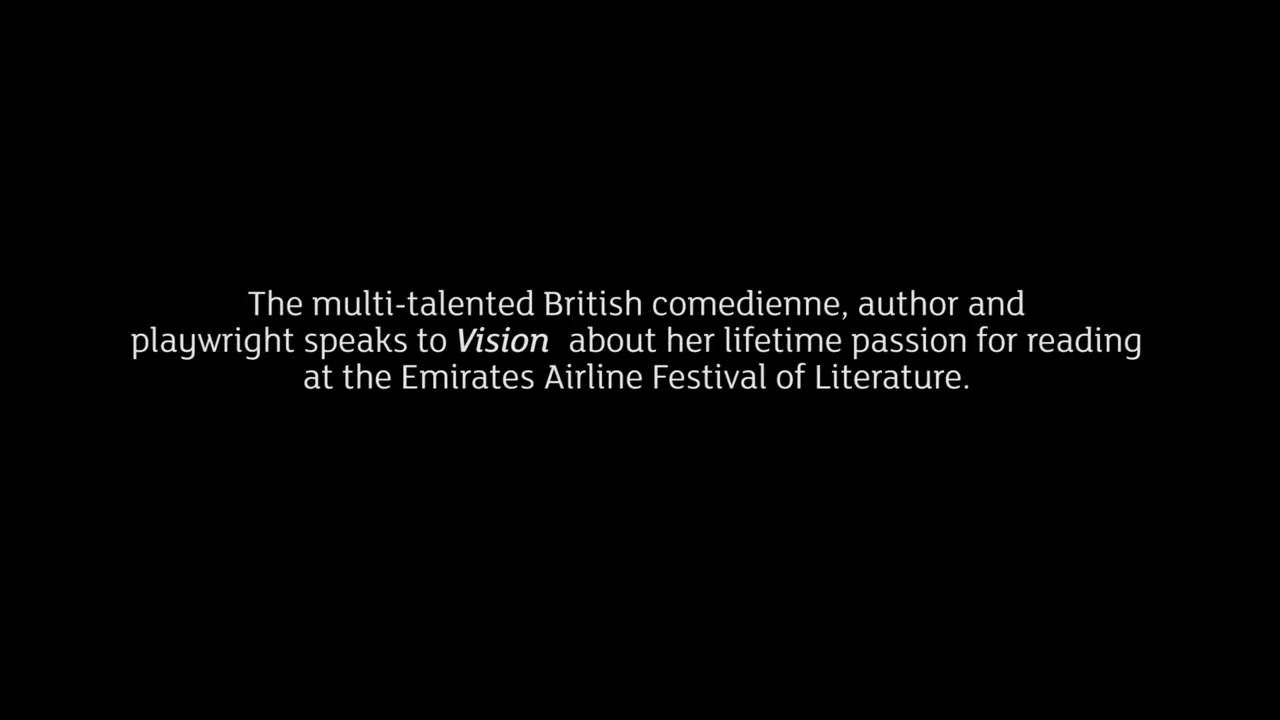 The multi-talented British comedienne, author and
playwright speaks to Vision about her lifetime passion for reading
at the Emirates Airline Festival of Literature.